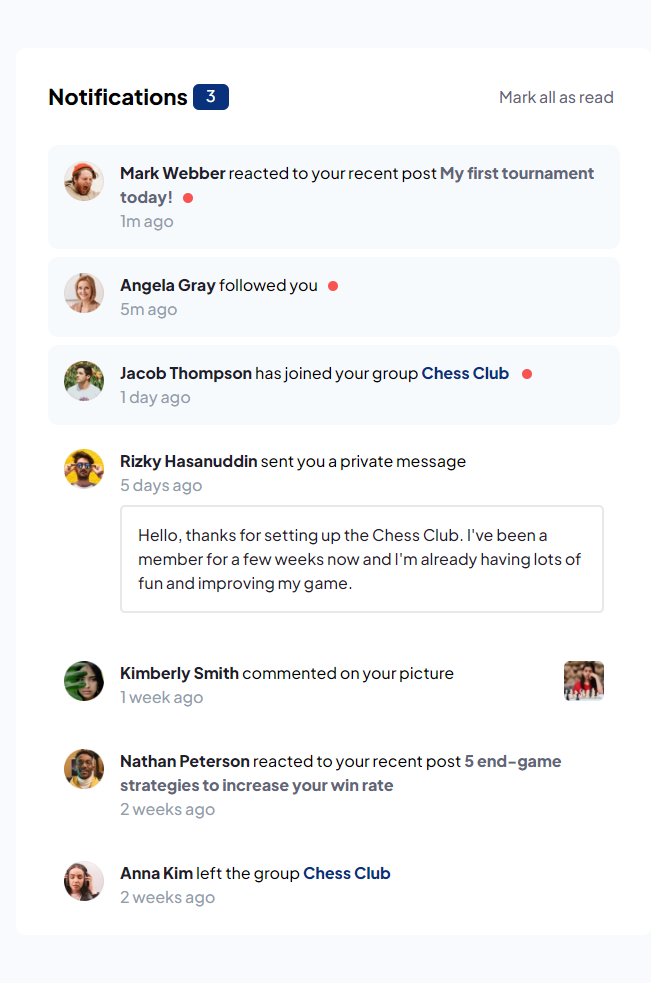 Notifications 3 Mark all as read
Mark Webber reacted to your recent post My first tournament
today!
1m ago
Angela Gray followed you
5m ago
Jacob Thompson has joined your group Chess Club
1 day ago
Rizky Hasanuddin sent you a private message
5 days ago
Hello, thanks for setting up the Chess Club. I've been a
member for a few weeks now and I'm already having lots of
fun and improving my game.
Kimberly Smith commented on your picture
1 week ago
Nathan Peterson reacted to your recent post 5 end-game
strategies to increase your win rate
2 weeks ago
Anna Kim left the group Chess Club
2 weeks ago